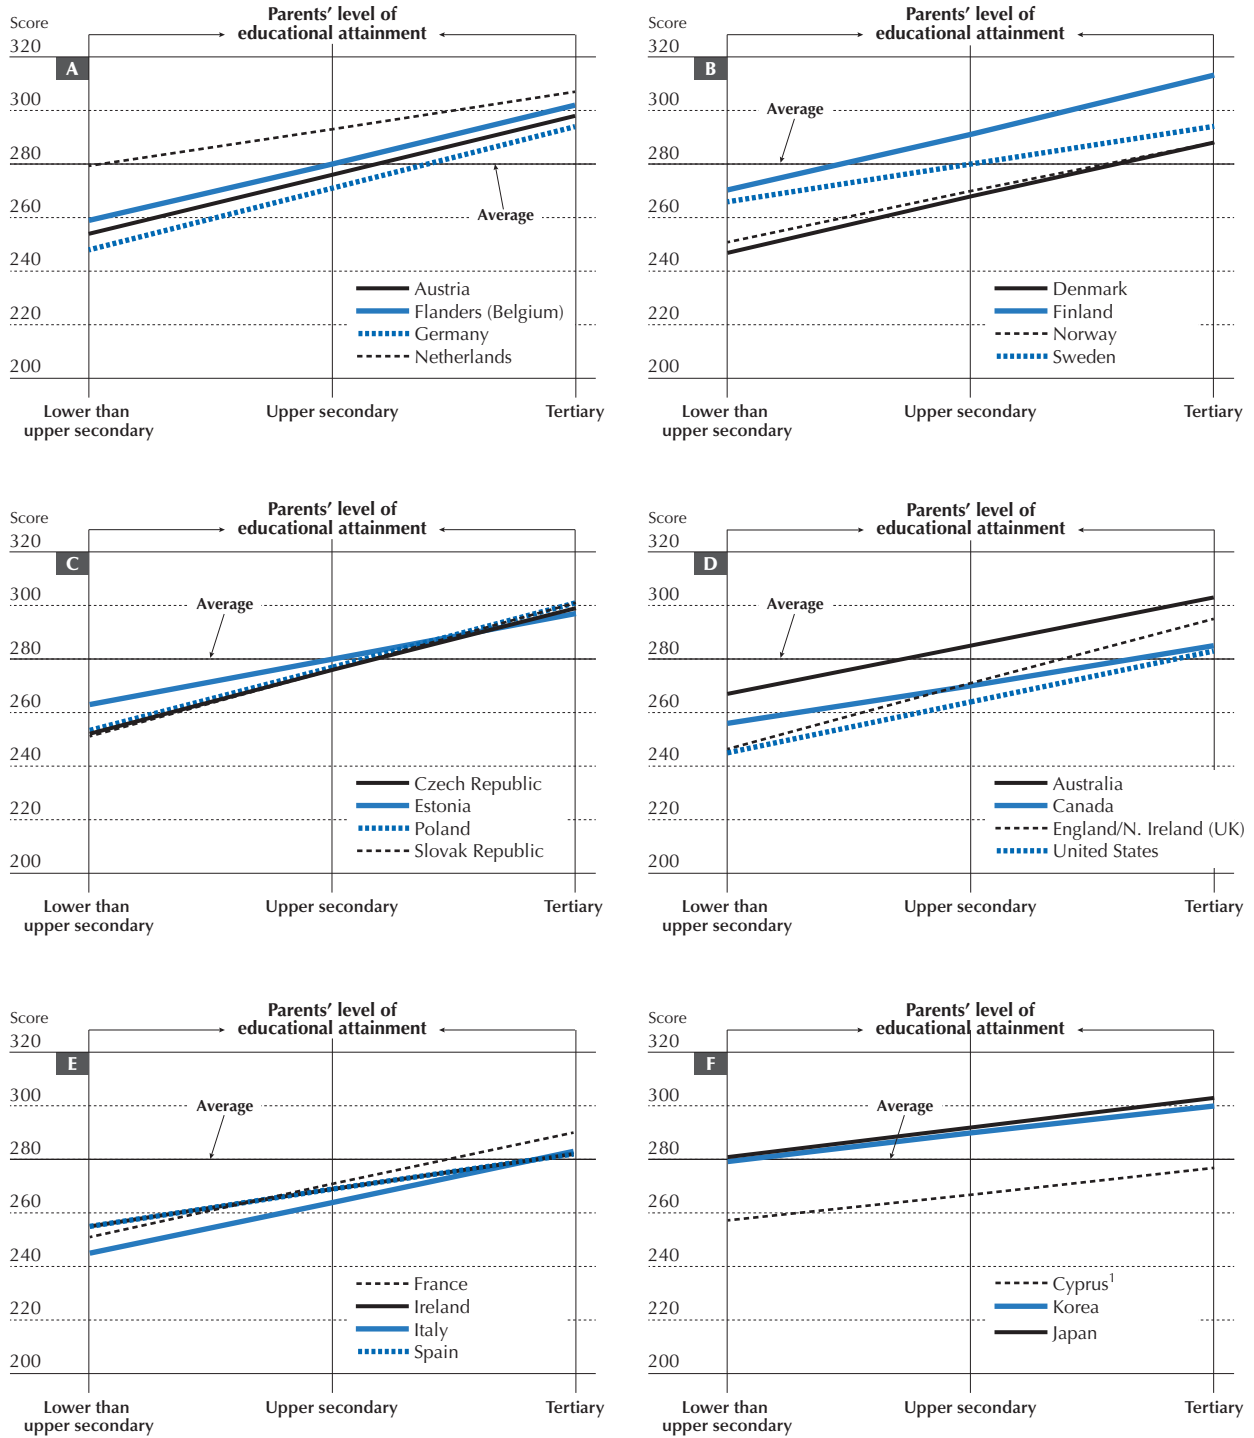 Score
Parents’ level of
educational attainment
320
A
300
280
260
Average
240
Austria
Flanders (Belgium)
220
Germany
Netherlands
200
Lower than
upper secondary
Upper secondary
Tertiary
Score
Parents’ level of
educational attainment
320
B
300
Average
280
260
240
Denmark
Finland
220
Norway
Sweden
200
Lower than
upper secondary
Upper secondary
Tertiary
Score
Parents’ level of
educational attainment
320
C
300
Average
280
260
240
Czech Republic
Estonia
220
Poland
Slovak Republic
200
Lower than
upper secondary
Upper secondary
Tertiary
Score
Parents’ level of
educational attainment
320
D
300
Average
280
260
240
Australia
Canada
220
England/N. Ireland (UK)
United States
200
Lower than
upper secondary
Upper secondary
Tertiary
Score
Parents’ level of
educational attainment
320
E
300
Average
280
260
240
France
Ireland
220
Italy
Spain
200
Lower than
upper secondary
Upper secondary
Tertiary
Score
Parents’ level of
educational attainment
320
F
300
Average
280
260
240
Cyprus1
Korea
220
Japan
200
Lower than
upper secondary
Upper secondary
Tertiary